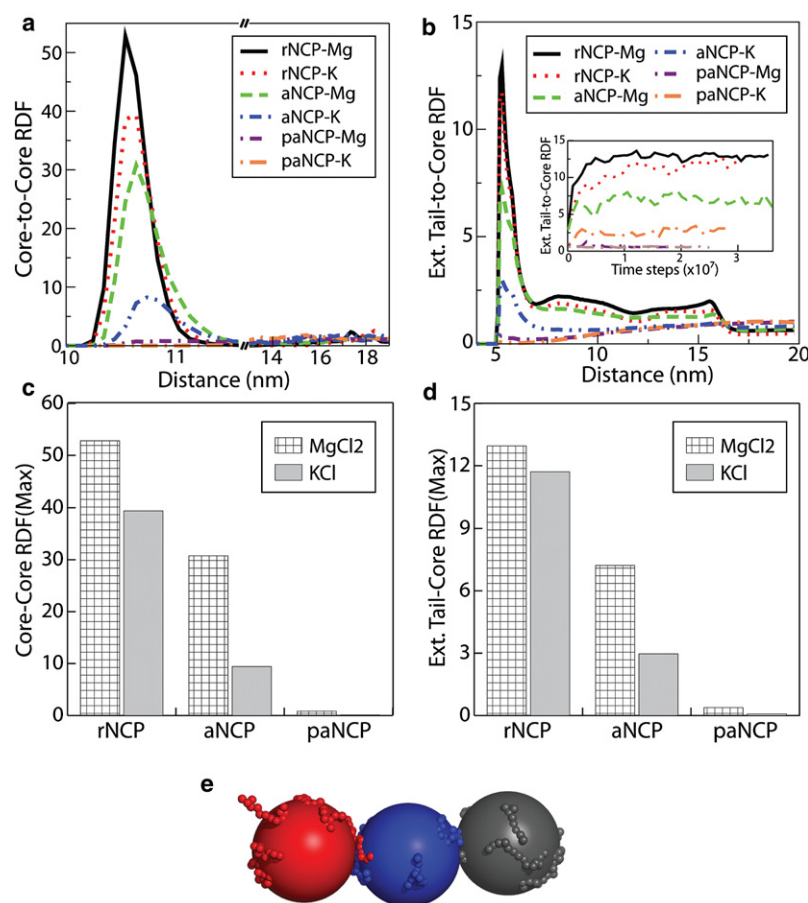 a
Core-to-Core RDF
50
40
30
20
10
0
rNCP-Mg
rNCP-K
aNCP-Mg
aNCP-K
paNCP-Mg
paNCP-K
10 11 14 16 18
Distance (nm)
b
Ext. Tail-to-Core RDF
15
10
5
0
rNCP-Mg
rNCP-K
aNCP-Mg
aNCP-K
paNCP-Mg
paNCP-K
Ext. Tail-to-Core RDF
15
10
5
0
0 1 2 3
Time steps (x10⁷)
5 10 15 20
Distance (nm)
c
Core-Core RDF(Max)
60
50
40
30
20
10
0
MgCl2
KCl
rNCP aNCP paNCP
d
Ext. Tail-Core RDF(Max)
15
12
9
6
3
0
MgCl2
KCl
rNCP aNCP paNCP
e